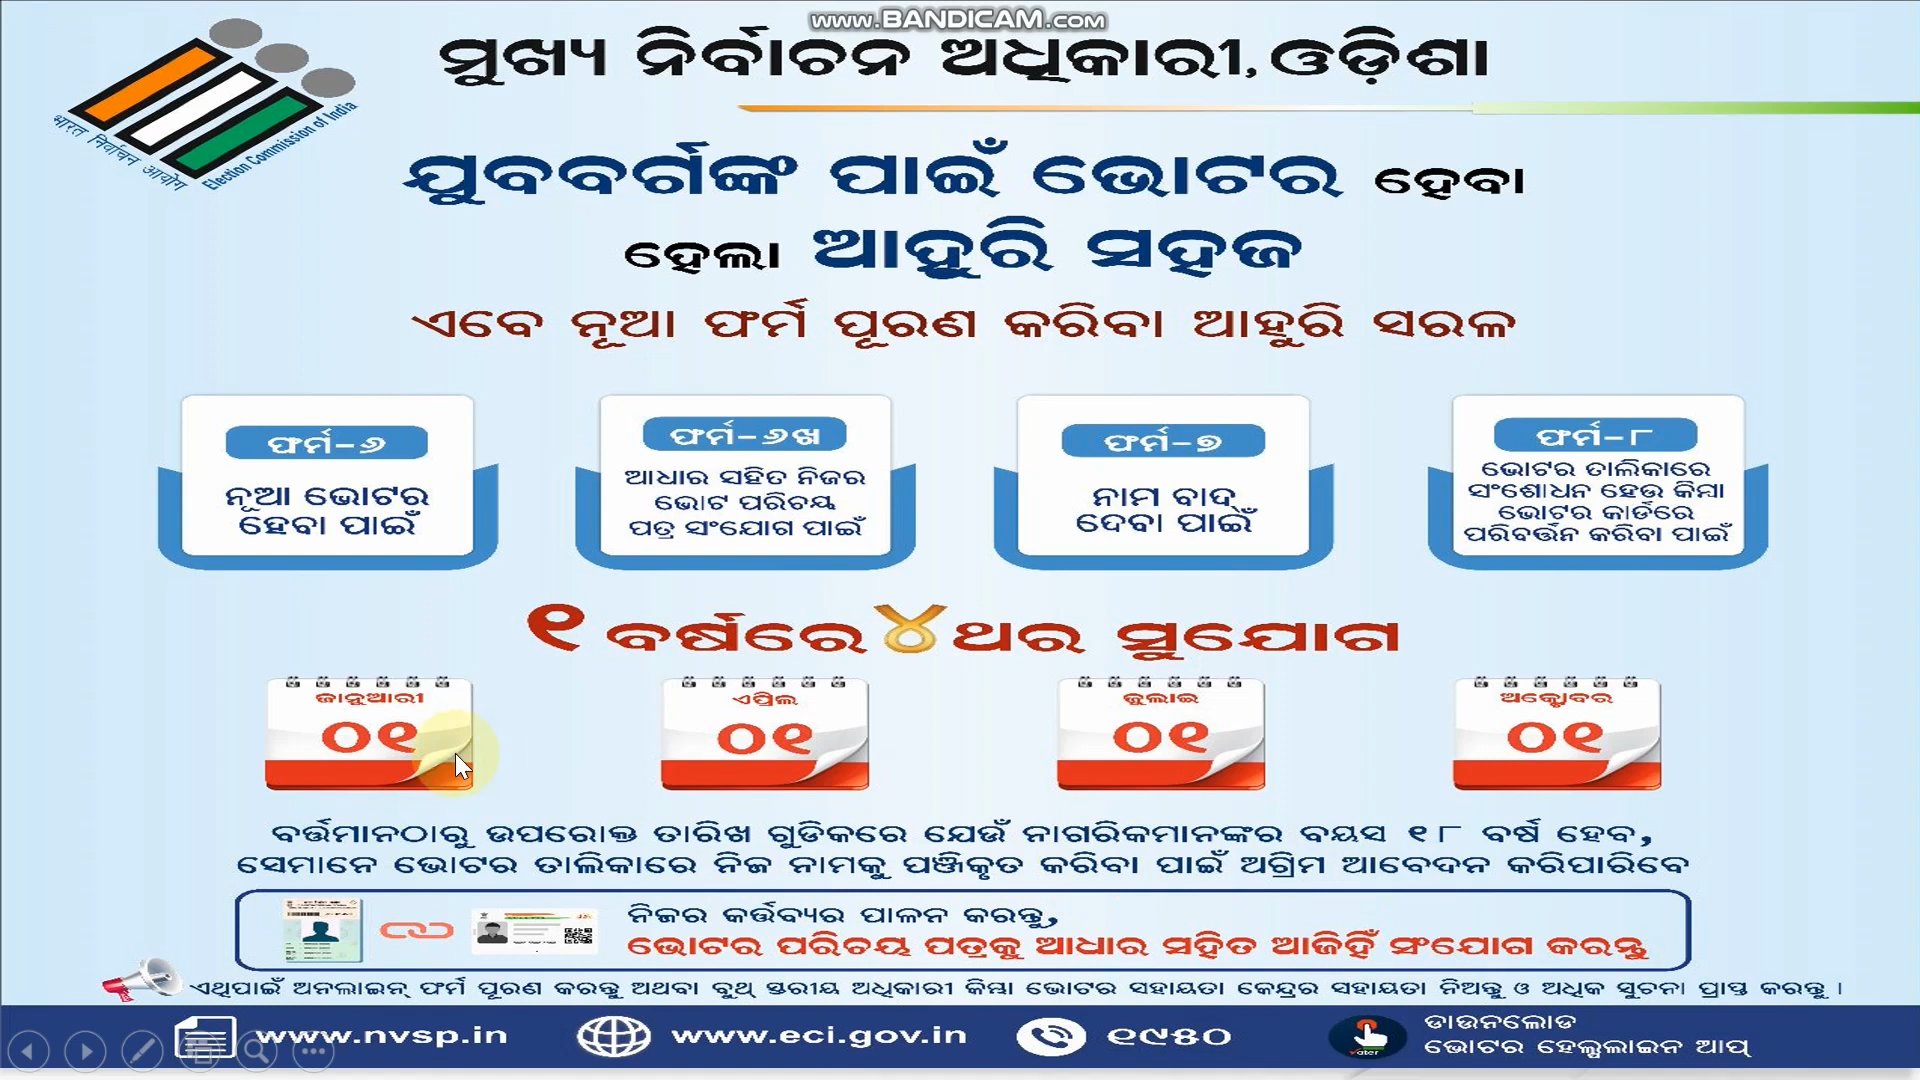 www.BANDICAM.com
ମୁଖ୍ୟ ନିର୍ବାଚନ ଅଧିକାରୀ, ଓଡ଼ିଶା
भारत निर्वाचन आयोग
Election Commission of India
ଯୁବବର୍ଗଙ୍କ ପାଇଁ ଭୋଟର ହେବା
ହେଲା ଆହୁରି ସହଜ
ଏବେ ନୂଆ ଫର୍ମ ପୂରଣ କରିବା ଆହୁରି ସରଳ
ଫର୍ମ-୬
ନୂଆ ଭୋଟର
ହେବା ପାଇଁ
ଫର୍ମ-୬ଖ
ଆଧାର ସହିତ ନିଜର
ଭୋଟ ପରିଚୟ
ପତ୍ର ସଂଯୋଗ ପାଇଁ
ଫର୍ମ-୭
ନାମ ବାଦ୍
ଦେବା ପାଇଁ
ଫର୍ମ-୮
ଭୋଟର ତାଲିକାରେ
ସଂଶୋଧନ ହେଉ କିମ୍ବା
ଭୋଟର କାର୍ଡରେ
ପରିବର୍ତ୍ତନ କରିବା ପାଇଁ
୧ ବର୍ଷରେ ୪ ଥର ସୁଯୋଗ
ଜାନୁଆରୀ
୦୧
ଏପ୍ରିଲ
୦୧
ଜୁଲାଇ
୦୧
ଅକ୍ଟୋବର
୦୧
ବର୍ତ୍ତମାନଠାରୁ ଉପରୋକ୍ତ ତାରିଖ ଗୁଡିକରେ ଯେଉଁ ନାଗରିକମାନଙ୍କର ବୟସ ୧୮ ବର୍ଷ ହେବ,
ସେମାନେ ଭୋଟର ତାଲିକାରେ ନିଜ ନାମକୁ ପଞ୍ଜିକୃତ କରିବା ପାଇଁ ଅଗ୍ରିମ ଆବେଦନ କରିପାରିବେ
ନିଜର କର୍ତ୍ତବ୍ୟର ପାଳନ କରନ୍ତୁ,
ଭୋଟର ପରିଚୟ ପତ୍ରକୁ ଆଧାର ସହିତ ଆଜିହିଁ ସଂଯୋଗ କରନ୍ତୁ
ଏଥିପାଇଁ ଅନଲାଇନ୍ ଫର୍ମ ପୂରଣ କରନ୍ତୁ ଅଥବା ବୁଥ୍ ସ୍ତରୀୟ ଅଧିକାରୀ କିମ୍ବା ଭୋଟର ସହାୟତା କେନ୍ଦ୍ରର ସହାୟତା ନିଅନ୍ତୁ ଓ ଅଧିକ ସୁଚନା ପ୍ରାପ୍ତ କରନ୍ତୁ ।
www.nvsp.in
www.eci.gov.in
୧୯୫୦
ଡାଉନଲୋଡ
ଭୋଟର ହେଲ୍ପଲାଇନ ଆପ୍